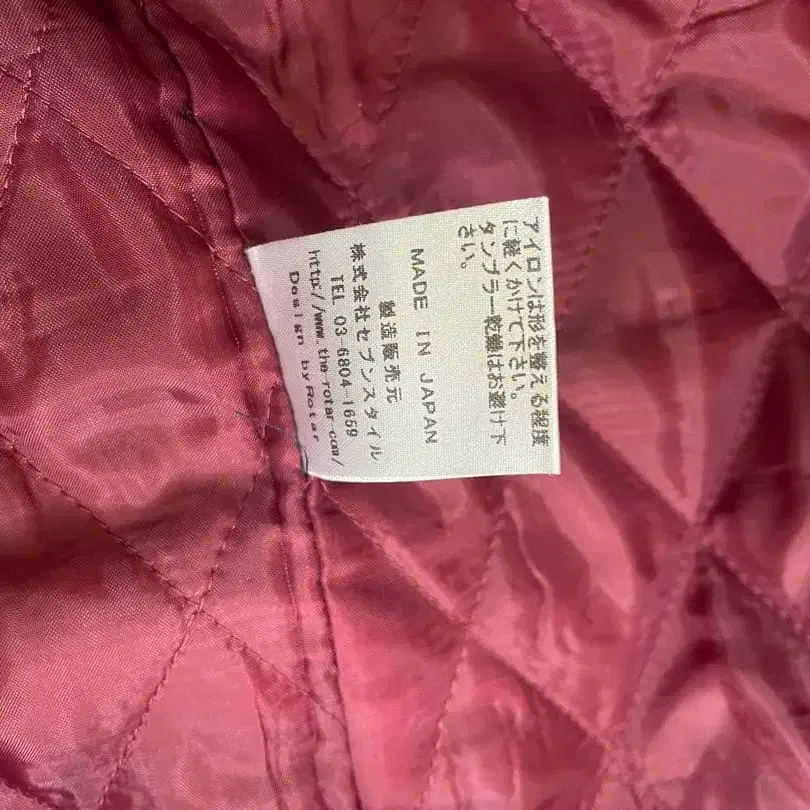 アイロンは形を整える程度
に軽くかけて下さい。
タンブラー乾燥はお避け下
さい。
MADE IN JAPAN
製造販売元
株式会社セブンスタイル
TEL 03-6804-1659
http://www.the-rotar.com/
Design byRotar